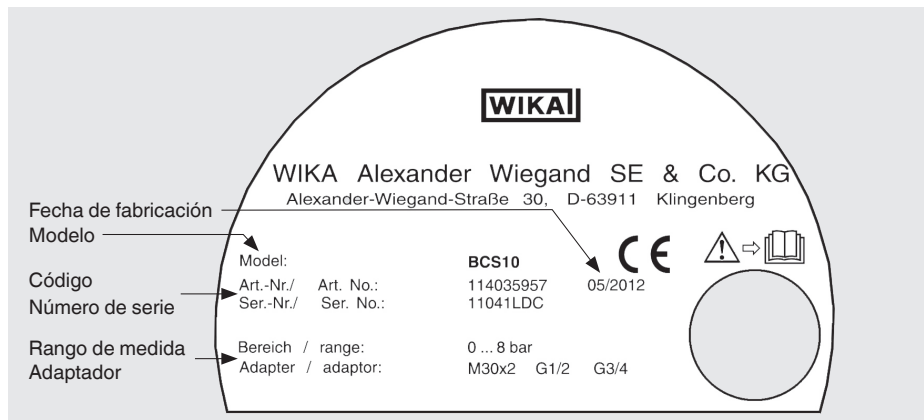 WIKA
WIKA Alexander Wiegand SE & Co. KG
Alexander-Wiegand-Straße 30, D-63911 Klingenberg
Fecha de fabricación
Modelo
Model: BCS10 CE
Código
Art.-Nr./ Art. No.: 114035957 05/2012
Número de serie
Ser.-Nr./ Ser. No.: 11041LDC
Rango de medida
Bereich / range: 0 ... 8 bar
Adaptador
Adapter / adaptor: M30x2 G1/2 G3/4